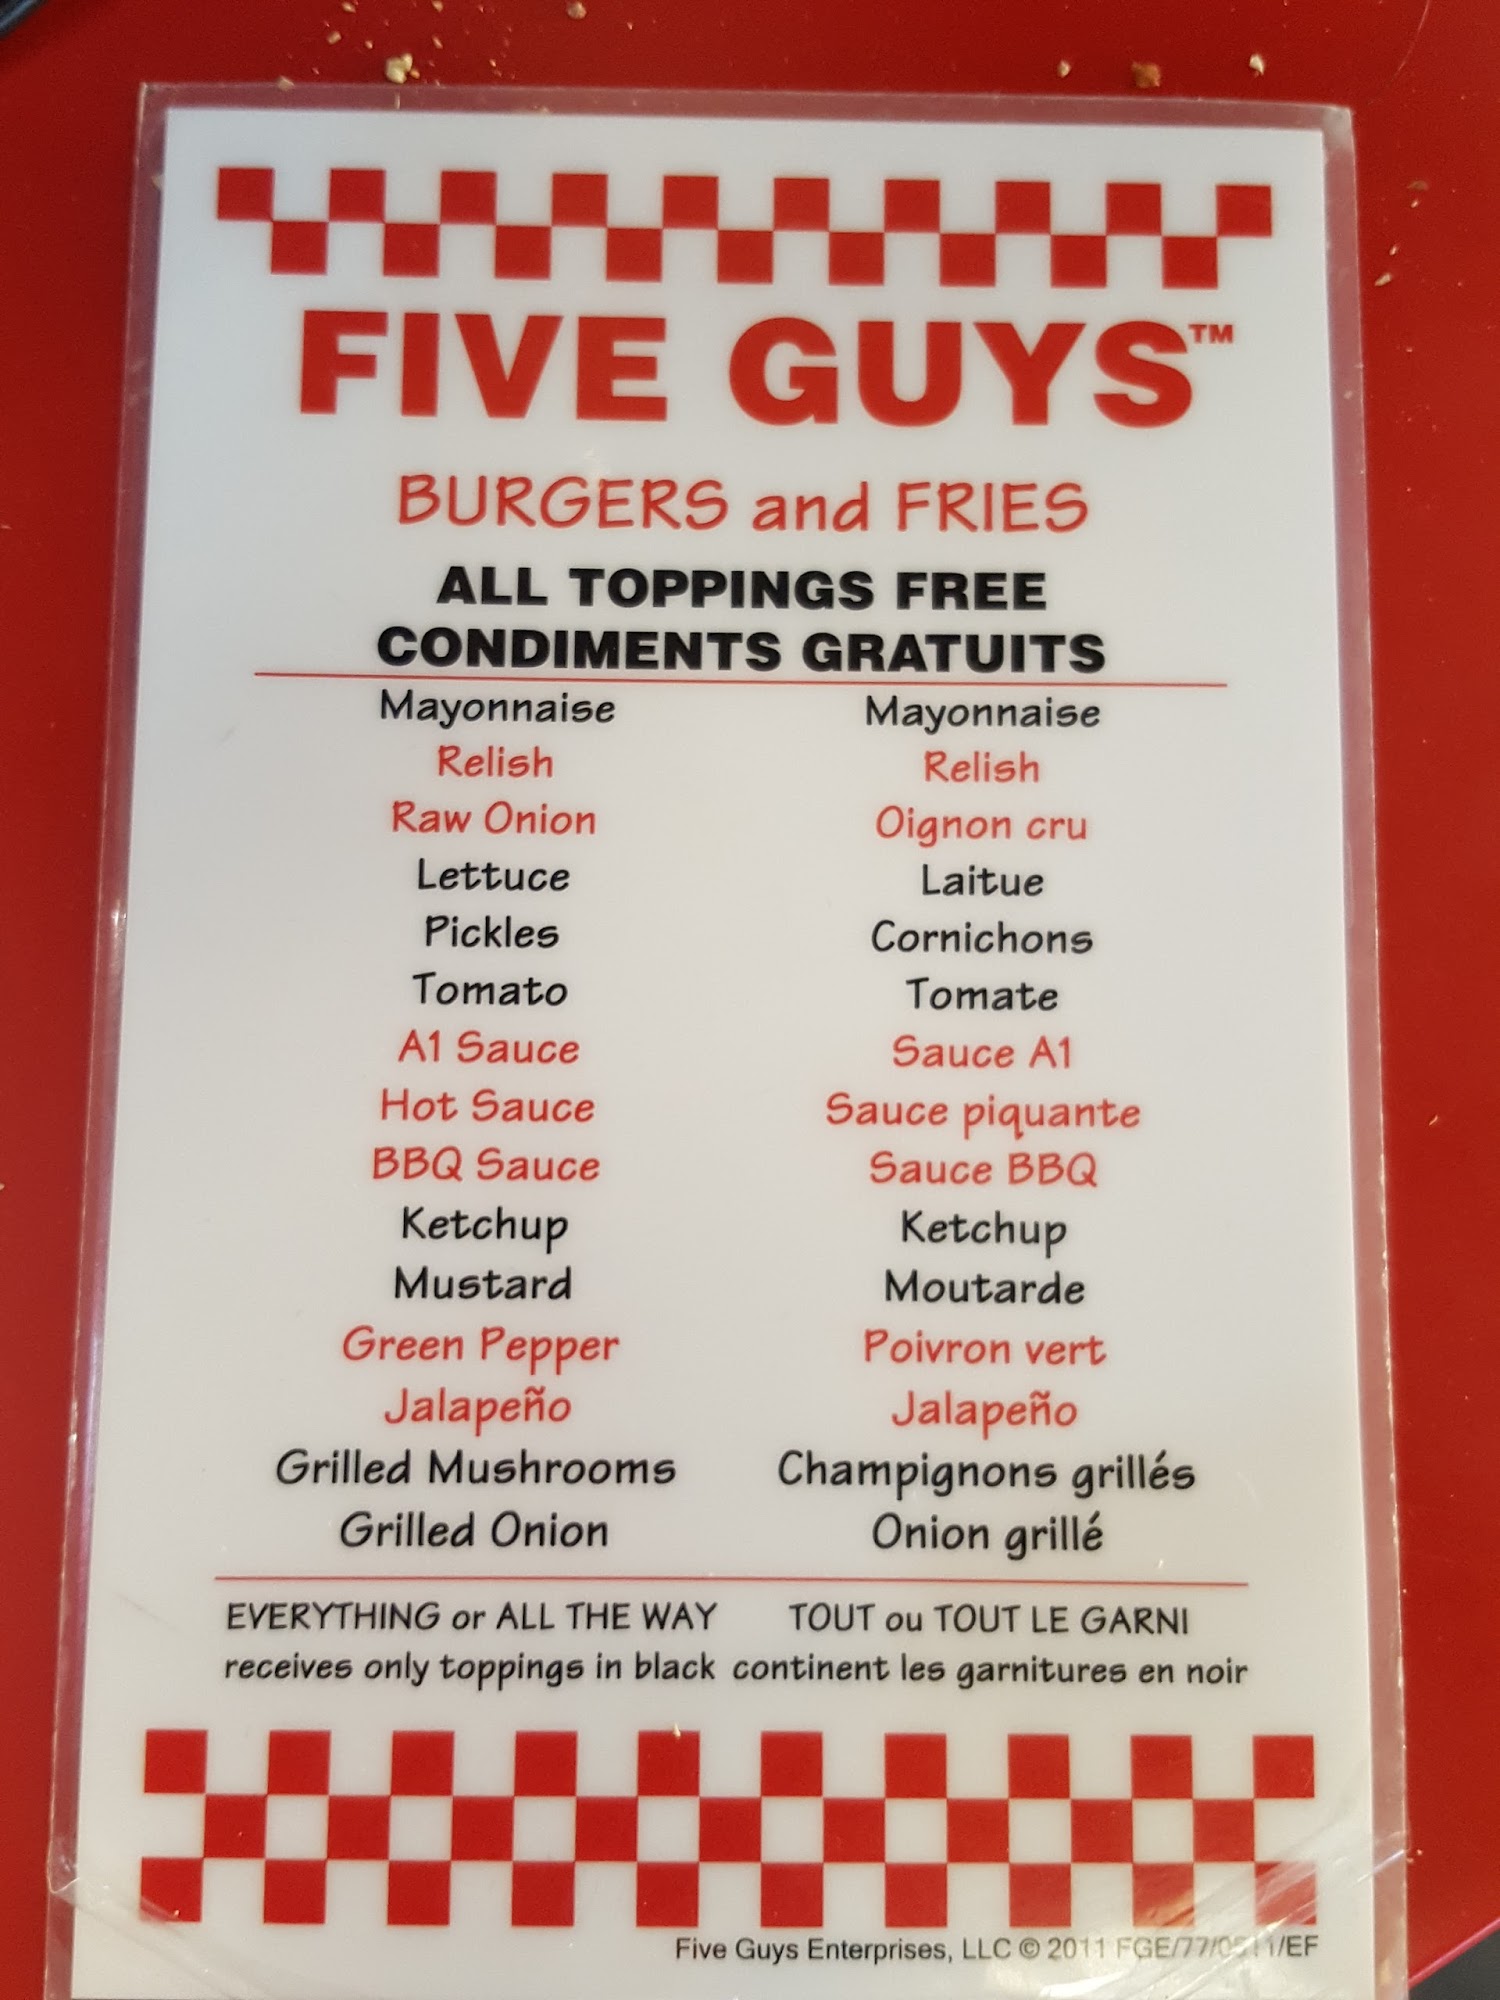 FIVE GUYS™
BURGERS and FRIES
ALL TOPPINGS FREE
CONDIMENTS GRATUITS
Mayonnaise Mayonnaise
Relish Relish
Raw Onion Oignon cru
Lettuce Laitue
Pickles Cornichons
Tomato Tomate
A1 Sauce Sauce A1
Hot Sauce Sauce piquante
BBQ Sauce Sauce BBQ
Ketchup Ketchup
Mustard Moutarde
Green Pepper Poivron vert
Jalapeño Jalapeño
Grilled Mushrooms Champignons grillés
Grilled Onion Onion grillé
EVERYTHING or ALL THE WAY TOUT ou TOUT LE GARNI
receives only toppings in black continent les garnitures en noir
Five Guys Enterprises, LLC © 2011